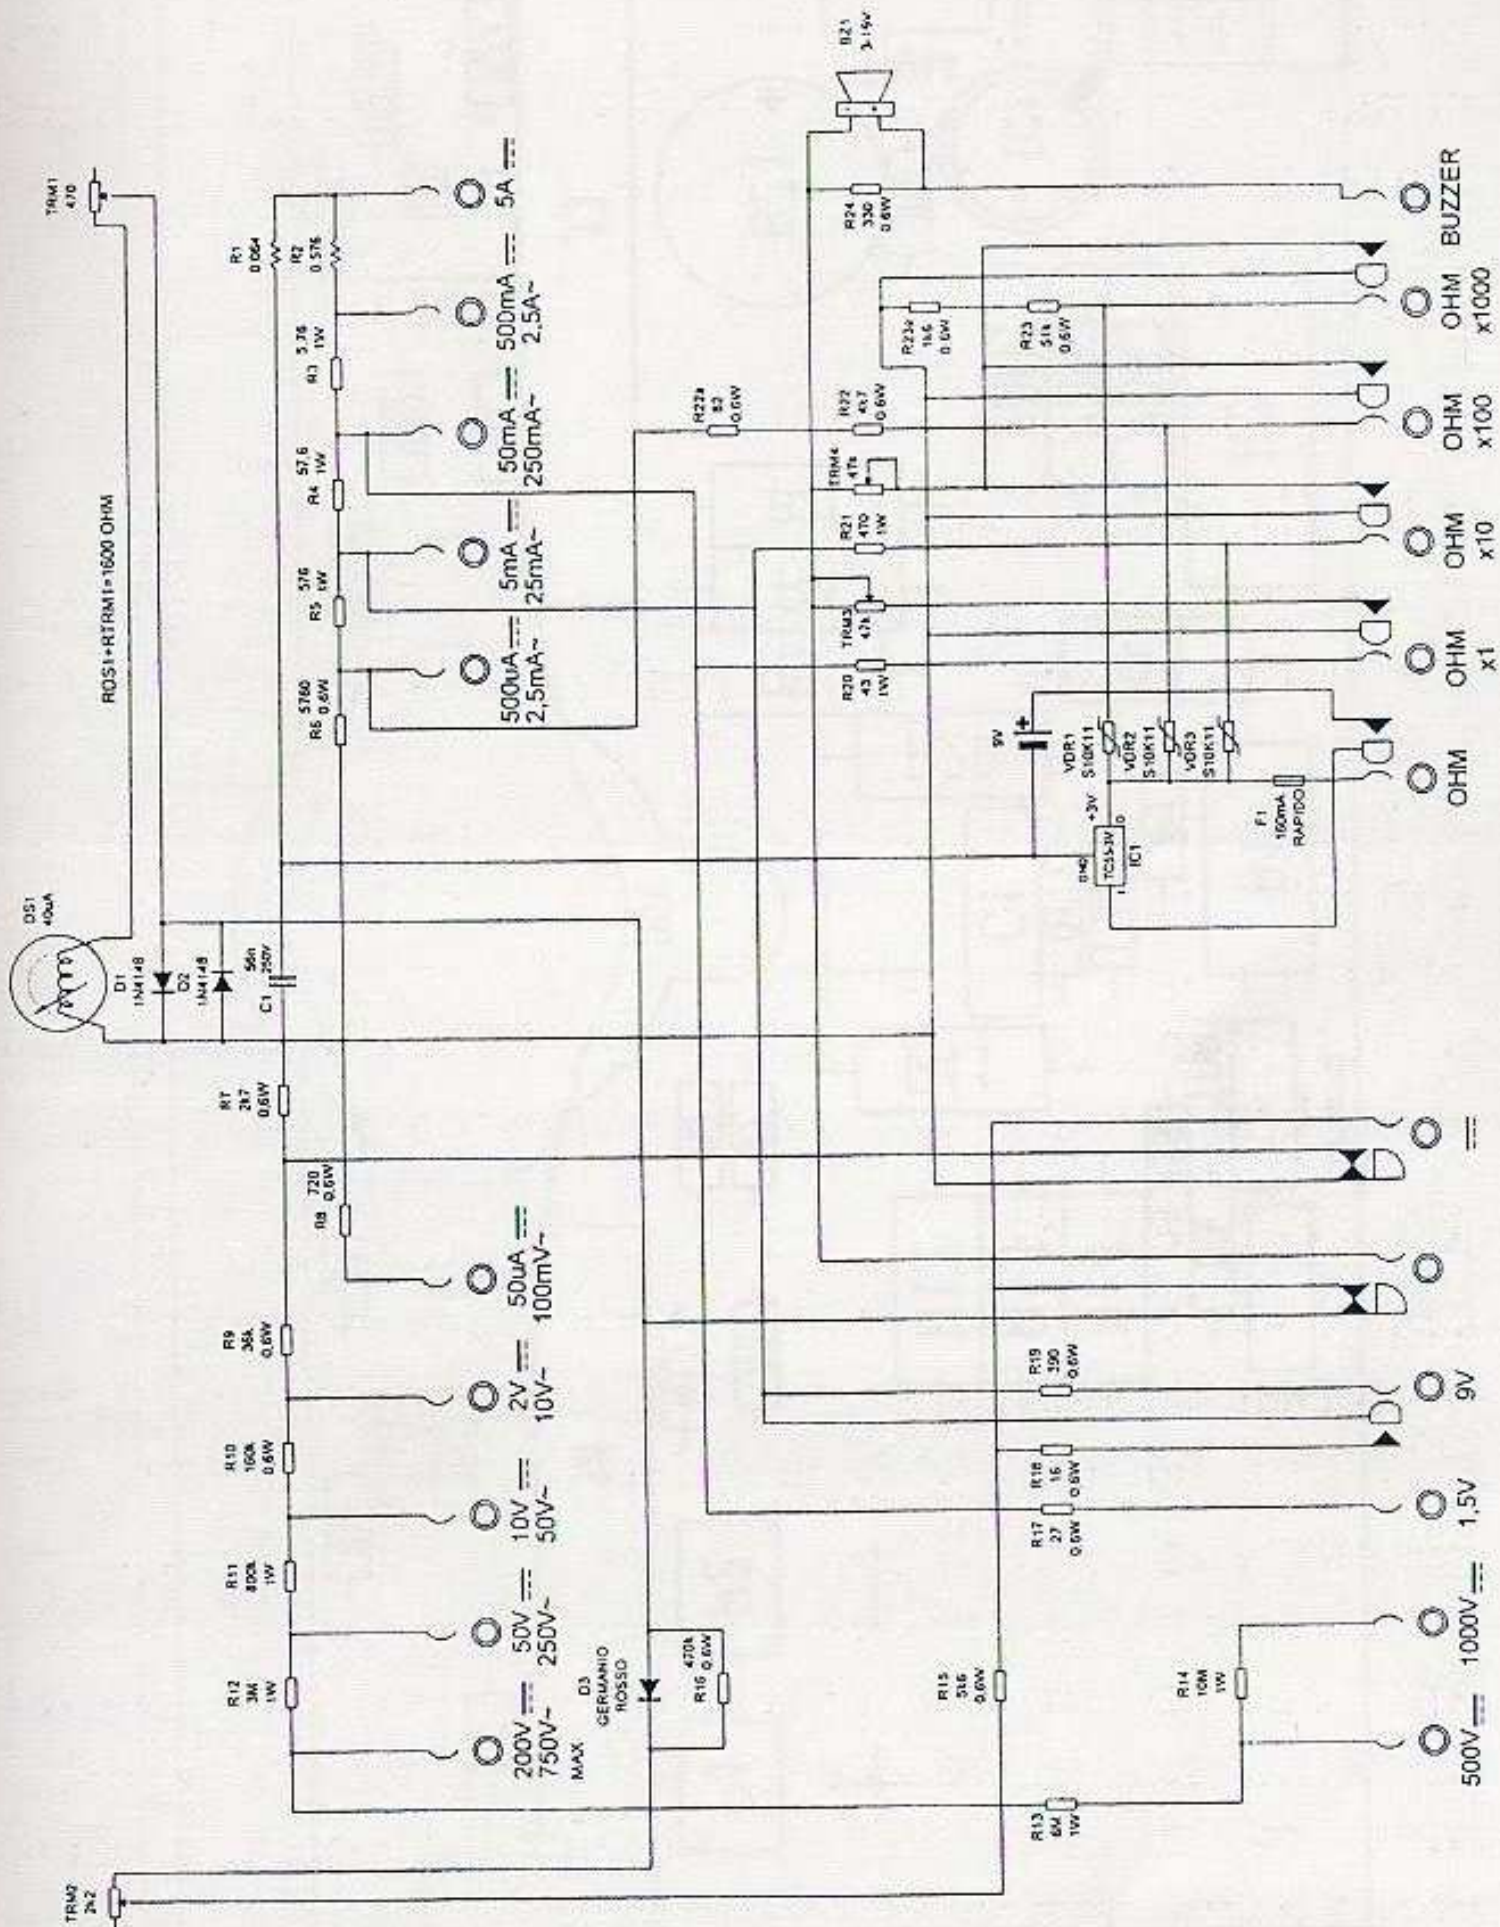 BZ1
3-15V
TRM1
470
R1
0.064
R2
0.576
5A
500mA
2,5A~
5,76
1W
R3
50mA
250mA~
57,6
1W
R4
5mA
25mA~
576
1W
R5
500uA
2,5mA~
5760
0.6W
R6
ROS1+RTRM1=1600 OHM
DS1
40uA
D1
1N4148
D2
1N4148
56n
250V
C1
R7
2k7
0,6W
720
0,6W
R8
50uA
100mV~
R9
36k
0,6W
2V
10V~
R10
160k
0.6W
10V
50V~
R11
800k
1W
50V
250V~
R12
3M
1W
200V
750V~
MAX
D3
GERMANIO
ROSSO
470k
0,6W
R16
TRM2
2k2
R22a
82
0.6W
R24
330
0.6W
R23a
1k6
0.6W
R23
51k
0,6W
R22
4k7
0.6W
TRM4
47k
R21
470
1W
TRM3
47k
R20
43
1W
9V
+
VDR1
S10K11
VDR2
S10K11
VDR3
S10K11
+3V
GND
TC55-3V
I
O
IC1
F1
160mA
RAPIDO
BUZZER
OHM
x1000
OHM
x100
OHM
x10
OHM
x1
OHM
R19
390
0.6W
9V
R18
16
0,6W
R17
27
0,6W
1,5V
R15
5k6
0,6W
R14
10M
1W
1000V
500V
R13
6M
1W